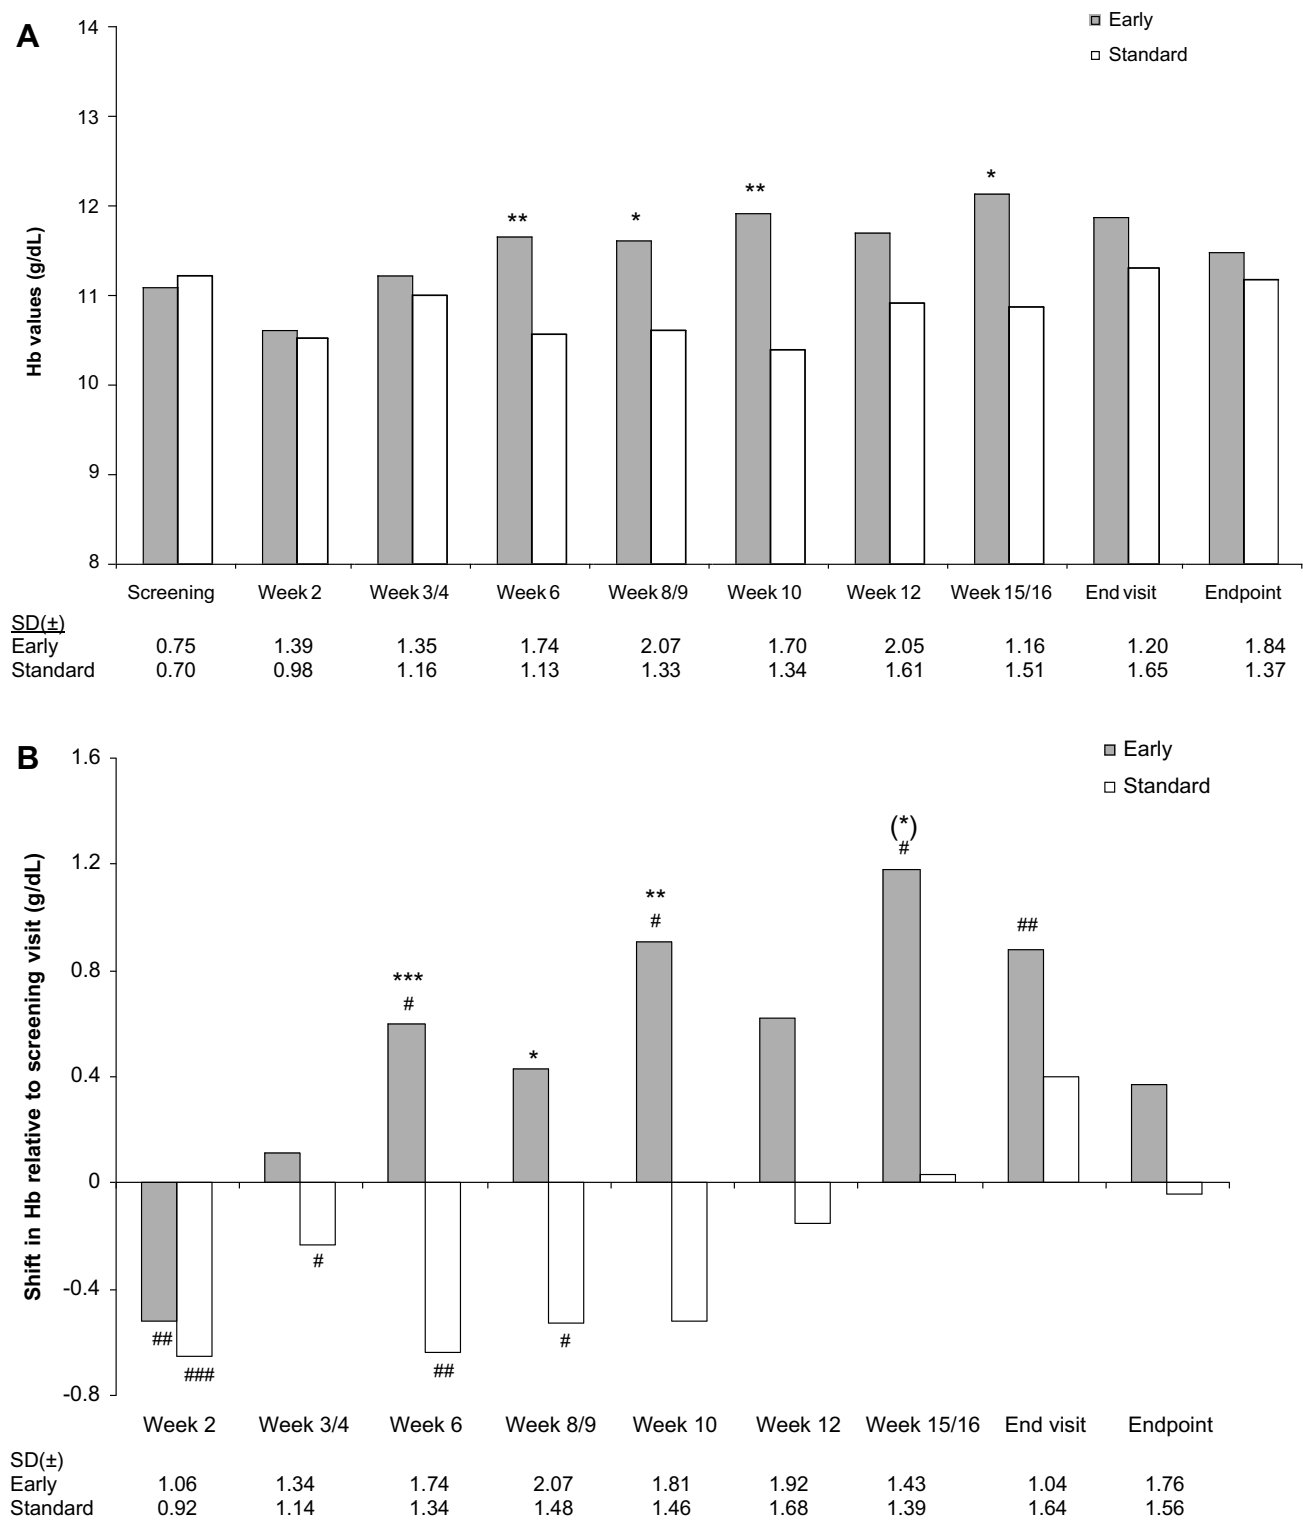 A
Early
Standard
14
13
12
11
10
9
8
Hb values (g/dL)
** * ** *
Screening Week 2 Week 3/4 Week 6 Week 8/9 Week 10 Week 12 Week 15/16 End visit Endpoint
SD(±)
Early 0.75 1.39 1.35 1.74 2.07 1.70 2.05 1.16 1.20 1.84
Standard 0.70 0.98 1.16 1.13 1.33 1.34 1.61 1.51 1.65 1.37
B
Early
Standard
1.6
1.2
0.8
0.4
0
-0.4
-0.8
Shift in Hb relative to screening visit (g/dL)
(*)
#
**
#
##
***
#
*
#
##
#
##
###
Week 2 Week 3/4 Week 6 Week 8/9 Week 10 Week 12 Week 15/16 End visit Endpoint
SD(±)
Early 1.06 1.34 1.74 2.07 1.81 1.92 1.43 1.04 1.76
Standard 0.92 1.14 1.34 1.48 1.46 1.68 1.39 1.64 1.56